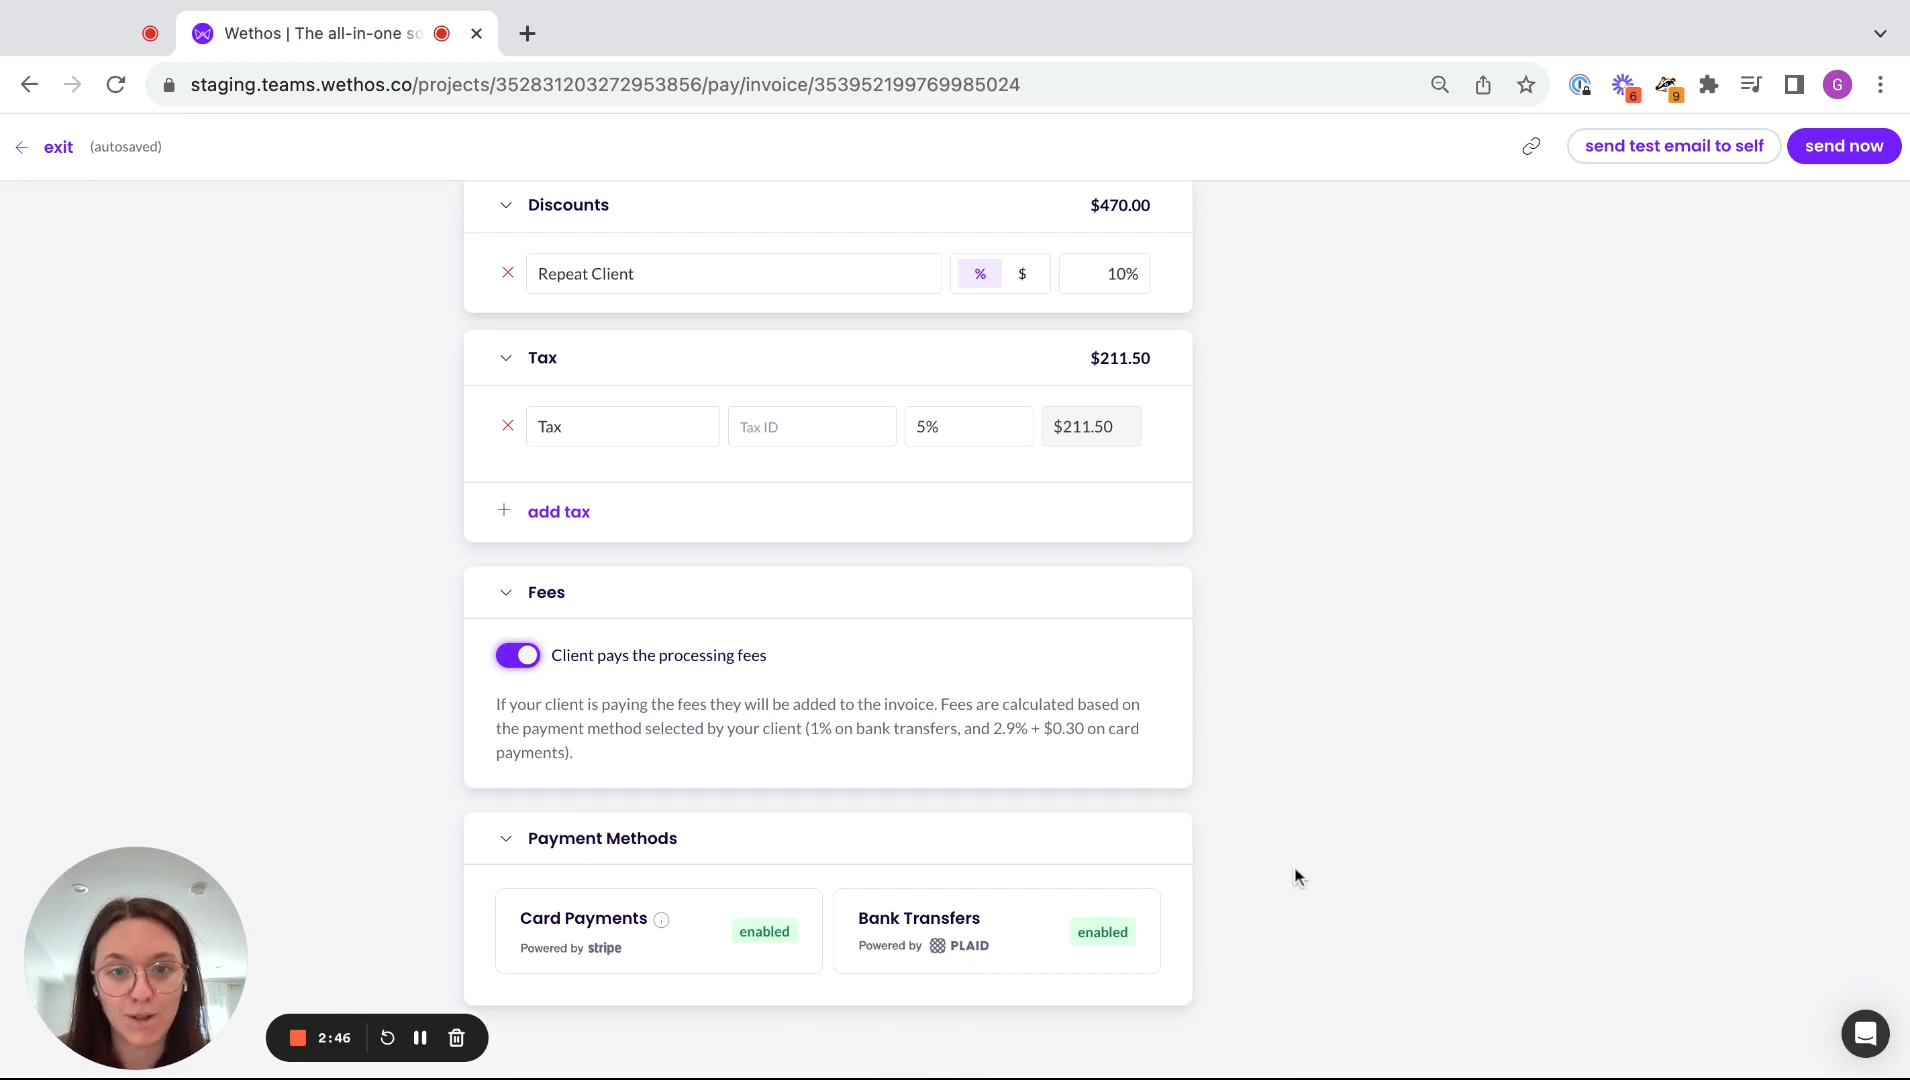 Wethos | The all-in-one so
staging.teams.wethos.co/projects/352831203272953856/pay/invoice/353952199769985024
6
9
G
exit (autosaved)
send test email to self
send now
Discounts $470.00
Repeat Client % $ 10%
Tax $211.50
Tax Tax ID 5% $211.50
add tax
Fees
Client pays the processing fees
If your client is paying the fees they will be added to the invoice. Fees are calculated based on
the payment method selected by your client (1% on bank transfers, and 2.9% + $0.30 on card
payments).
Payment Methods
Card Payments
Powered by stripe
enabled
Bank Transfers
Powered by PLAID
enabled
2:46